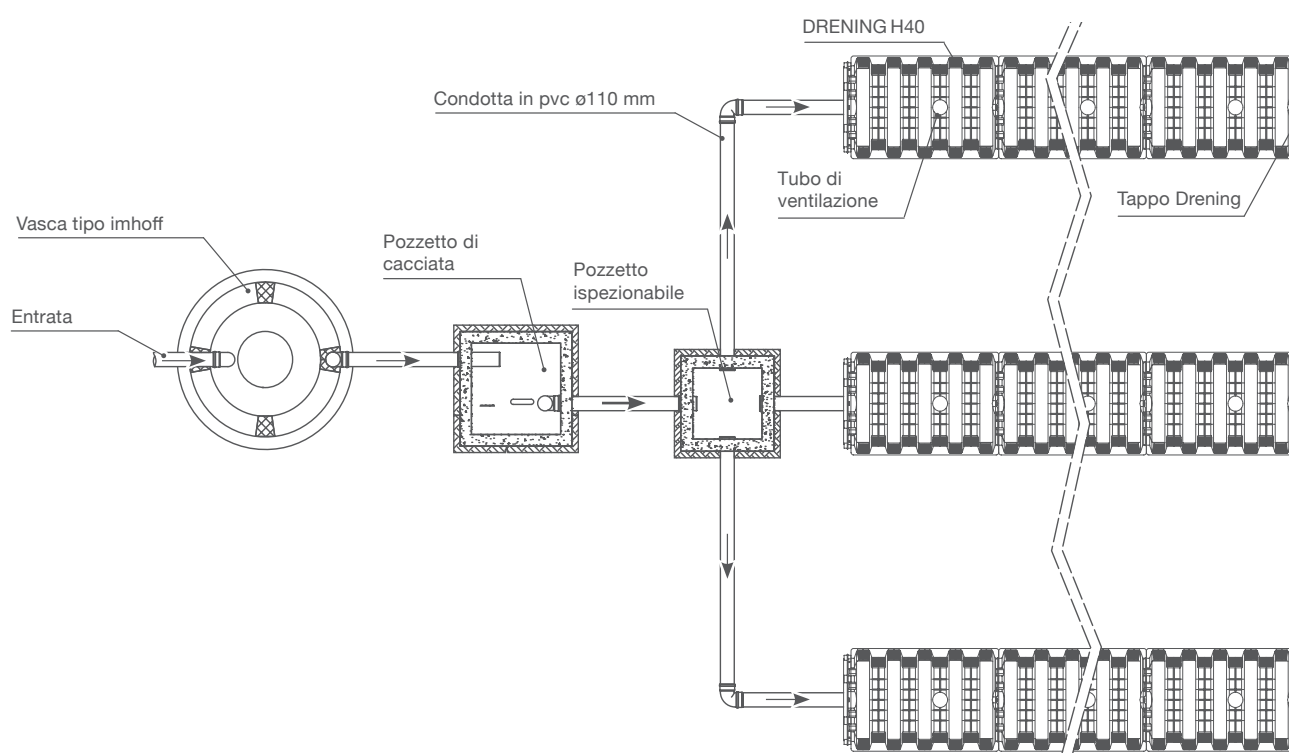 DRENING H40
Condotta in pvc ø110 mm
Tubo di
ventilazione
Tappo Drening
Vasca tipo imhoff
Pozzetto di
cacciata
Pozzetto
ispezionabile
Entrata